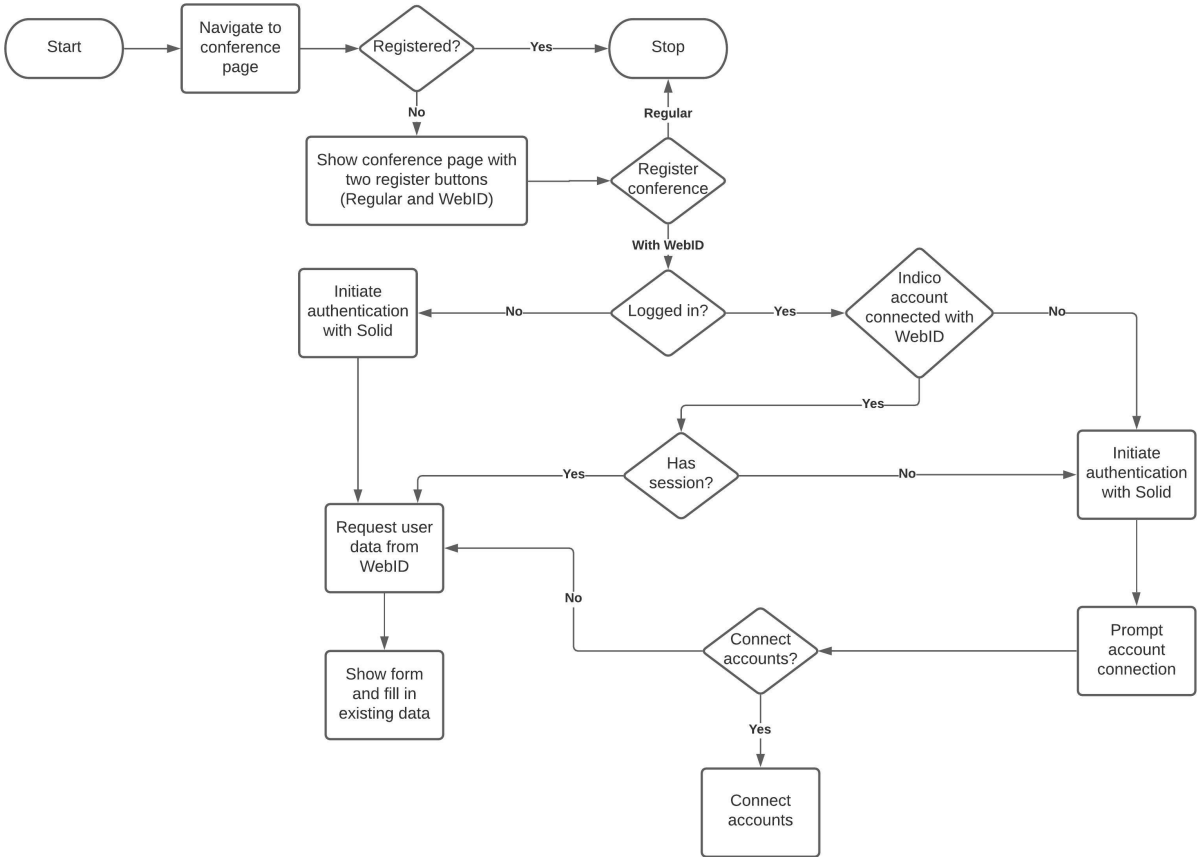 Start
Navigate to
conference
page
Registered?
Yes
Stop
No
Regular
Show conference page with
two register buttons
(Regular and WebID)
Register
conference
With WebID
Initiate
authentication
with Solid
No
Logged in?
Yes
Indico
account
connected with
WebID
No
Yes
Has
session?
Yes
No
Initiate
authentication
with Solid
Request user
data from
WebID
No
Connect
accounts?
Prompt
account
connection
Show form
and fill in
existing data
Yes
Connect
accounts